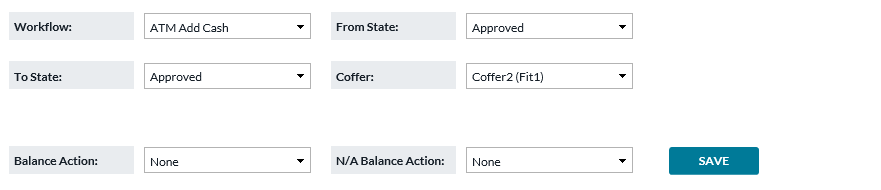 Workflow: ATM Add Cash From State: Approved
To State: Approved Coffer: Coffer2 (Fit1)
Balance Action: None N/A Balance Action: None SAVE